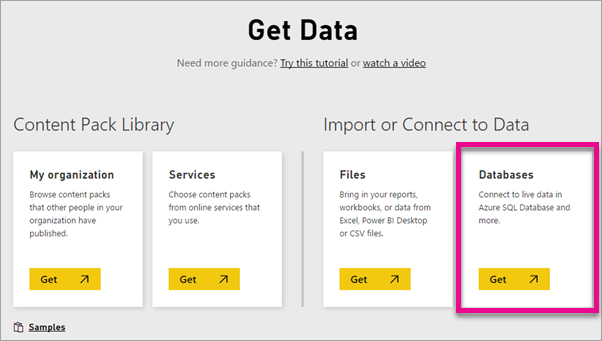 Get Data
Need more guidance? Try this tutorial or watch a video
Content Pack Library
Import or Connect to Data
My organization
Browse content packs
that other people in your
organization have
published.
Get
Services
Choose content packs
from online services that
you use.
Get
Files
Bring in your reports,
workbooks, or data from
Excel, Power BI Desktop
or CSV files.
Get
Databases
Connect to live data in
Azure SQL Database and
more.
Get
Samples